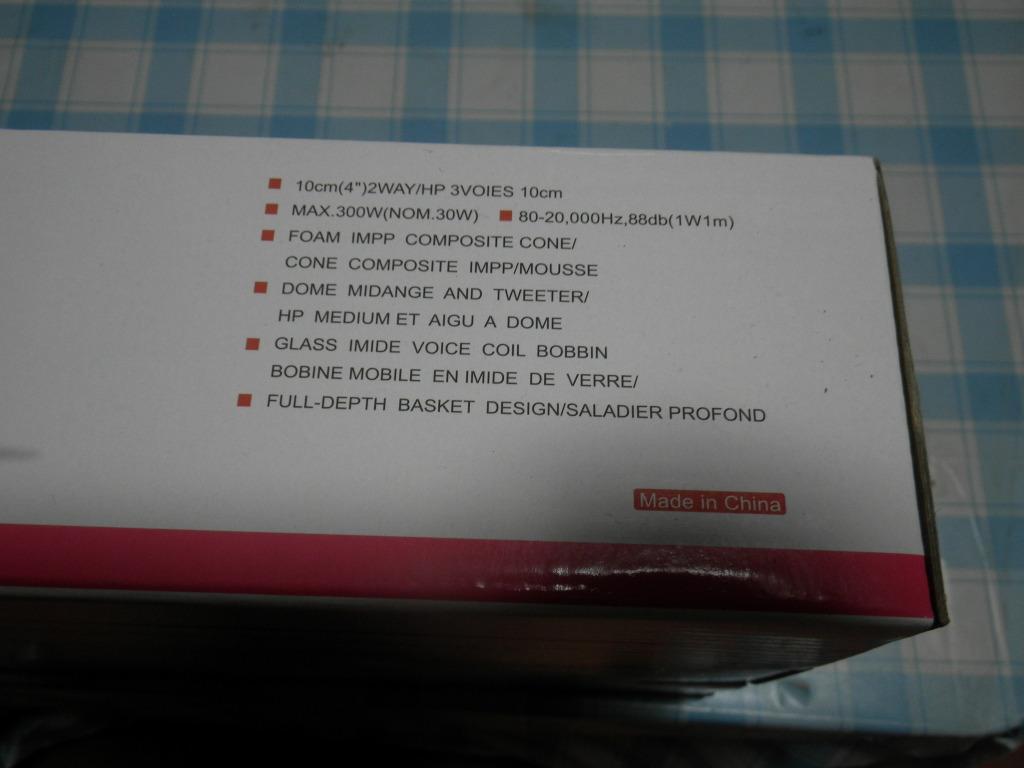 10cm(4")2WAY/HP 3VOIES 10cm
MAX.300W(NOM.30W) 80-20,000Hz,88db(1W1m)
FOAM IMPP COMPOSITE CONE/
CONE COMPOSITE IMPP/MOUSSE
DOME MIDANGE AND TWEETER/
HP MEDIUM ET AIGU A DOME
GLASS IMIDE VOICE COIL BOBBIN
BOBINE MOBILE EN IMIDE DE VERRE/
FULL-DEPTH BASKET DESIGN/SALADIER PROFOND
Made in China